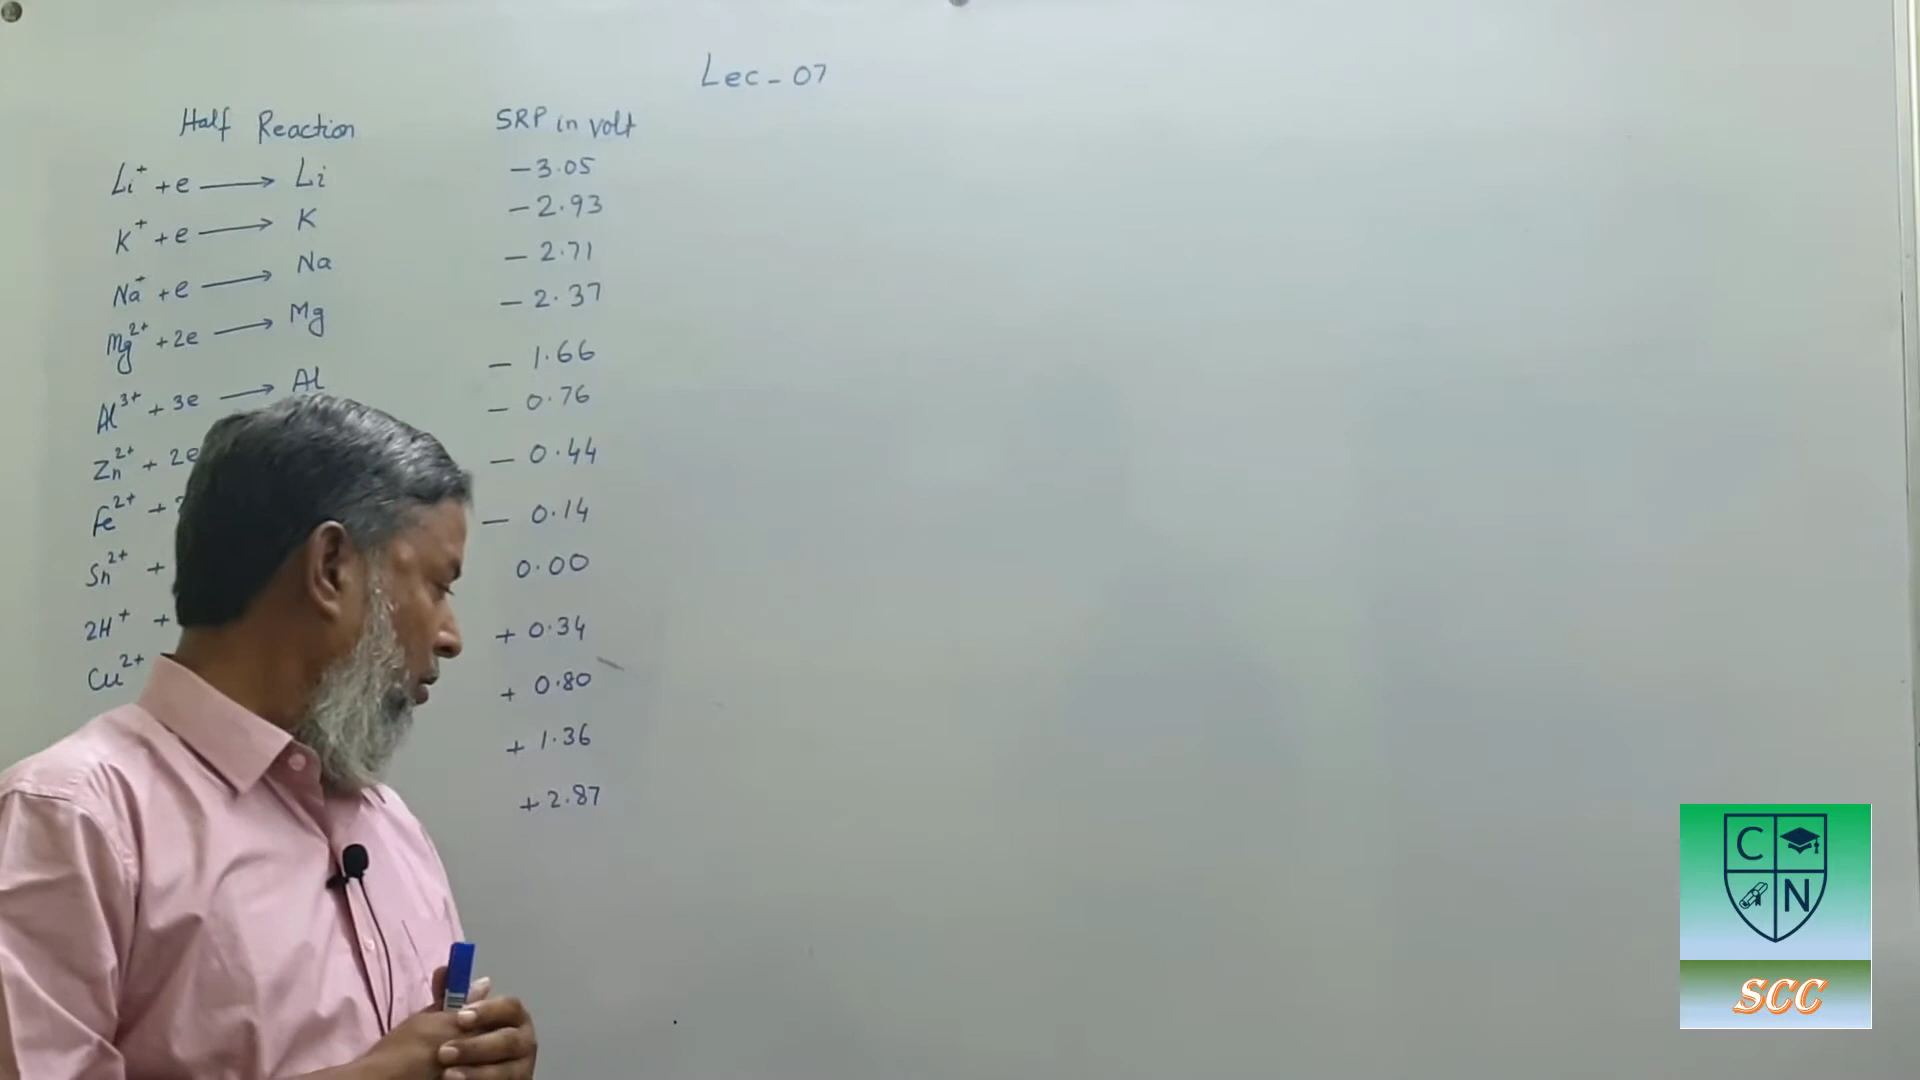 Lec - 07
Half Reaction SRP in volt
Li⁺ + e ⟶ Li - 3.05
K⁺ + e ⟶ K - 2.93
Na⁺ + e ⟶ Na - 2.71
Mg²⁺ + 2e ⟶ Mg - 2.37
Al³⁺ + 3e ⟶ Al - 1.66
Zn²⁺ + 2e - 0.76
Fe²⁺ + - 0.44
Sn²⁺ + - 0.14
2H⁺ + 0.00
Cu²⁺ + 0.34
+ 0.80
+ 1.36
+ 2.87
C
N
SCC